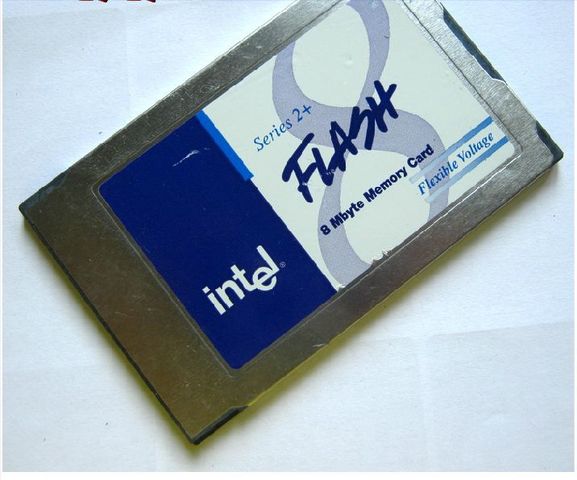 Series 2+
FLASH
8 Mbyte Memory Card
Flexible Voltage
intel®